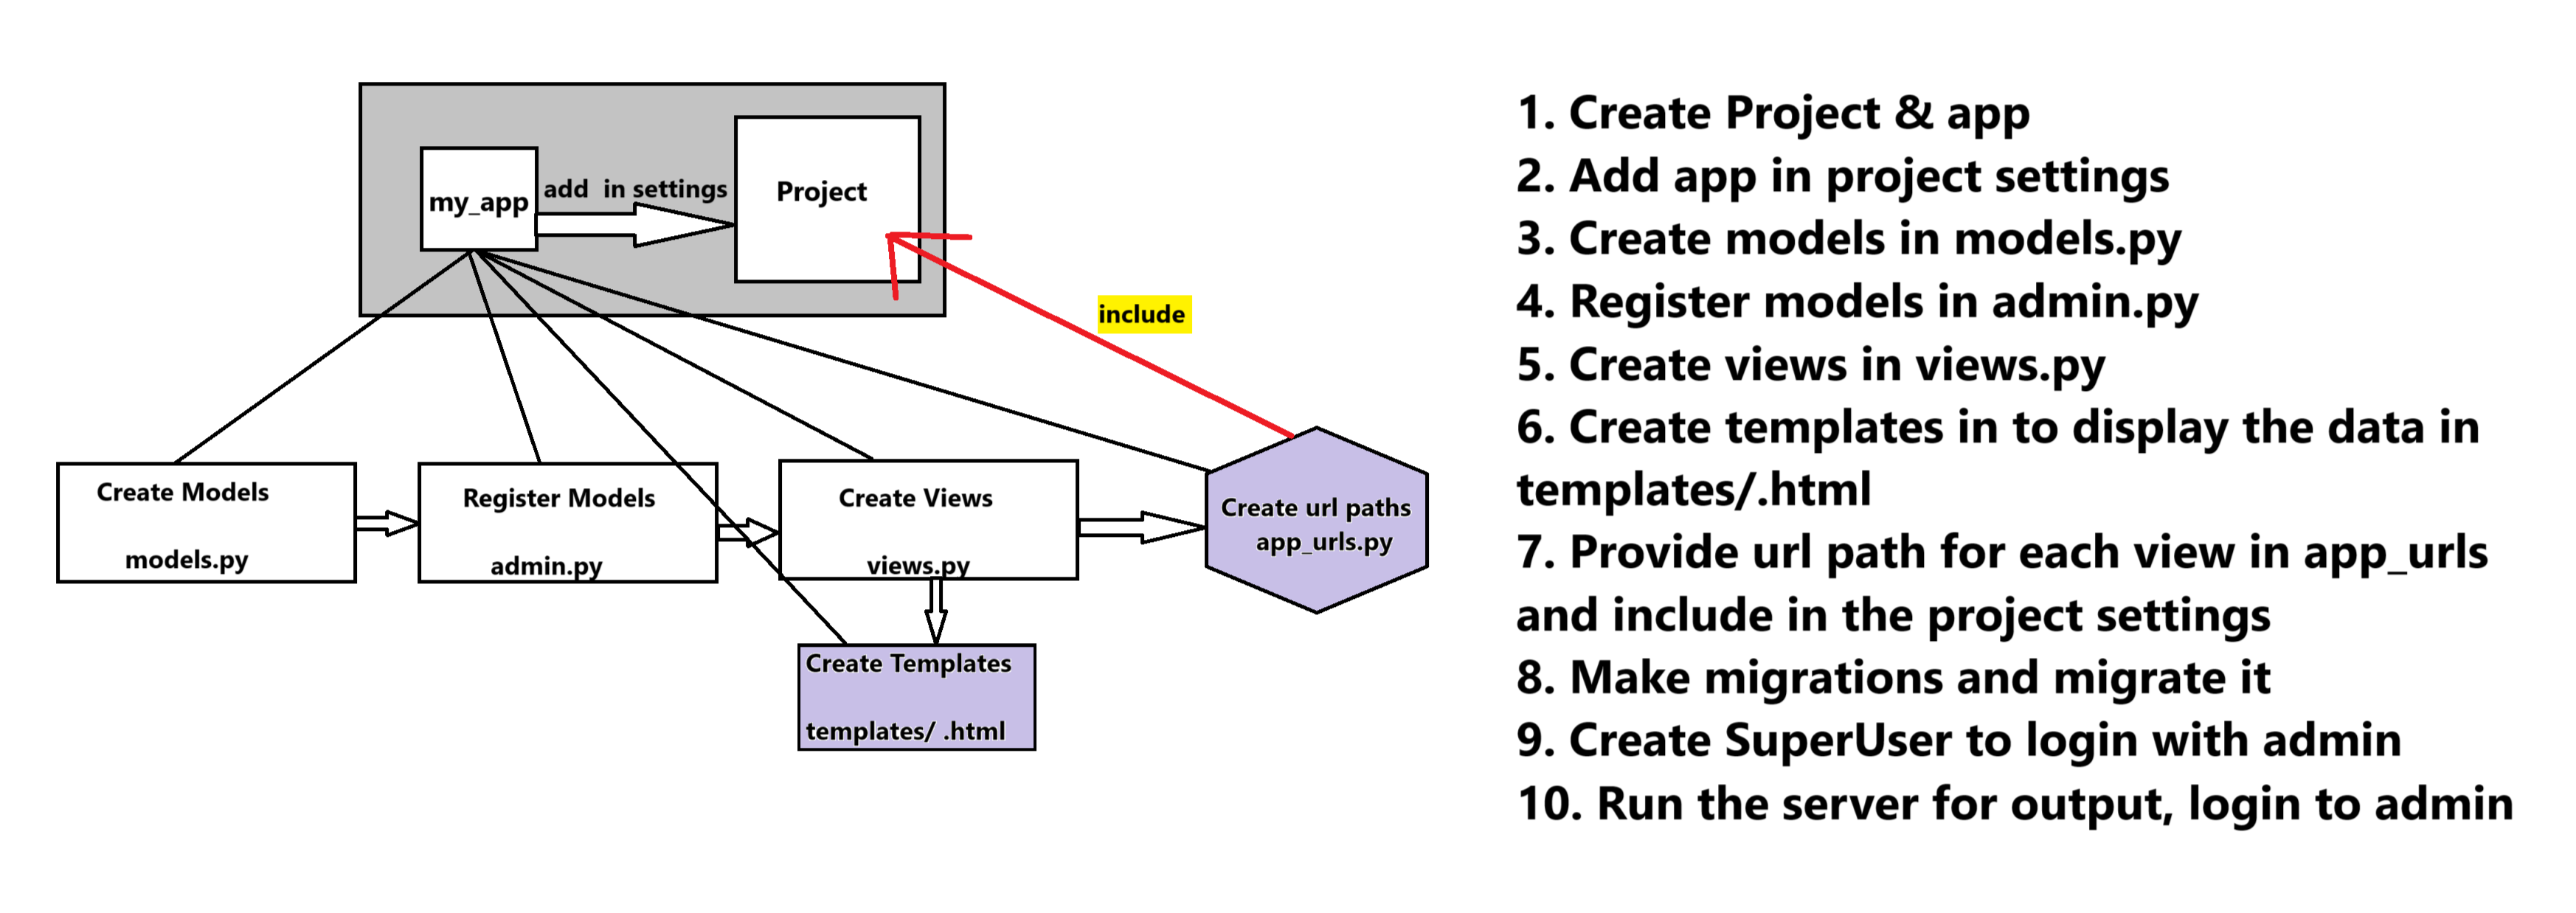 my_app
add  in settings
Project
include
Create Models
models.py
Register Models
admin.py
Create Views
views.py
Create url paths
app_urls.py
Create Templates
templates/ .html
1. Create Project & app
2. Add app in project settings
3. Create models in models.py
4. Register models in admin.py
5. Create views in views.py
6. Create templates in to display the data in
templates/.html
7. Provide url path for each view in app_urls
and include in the project settings
8. Make migrations and migrate it
9. Create SuperUser to login with admin
10. Run the server for output, login to admin